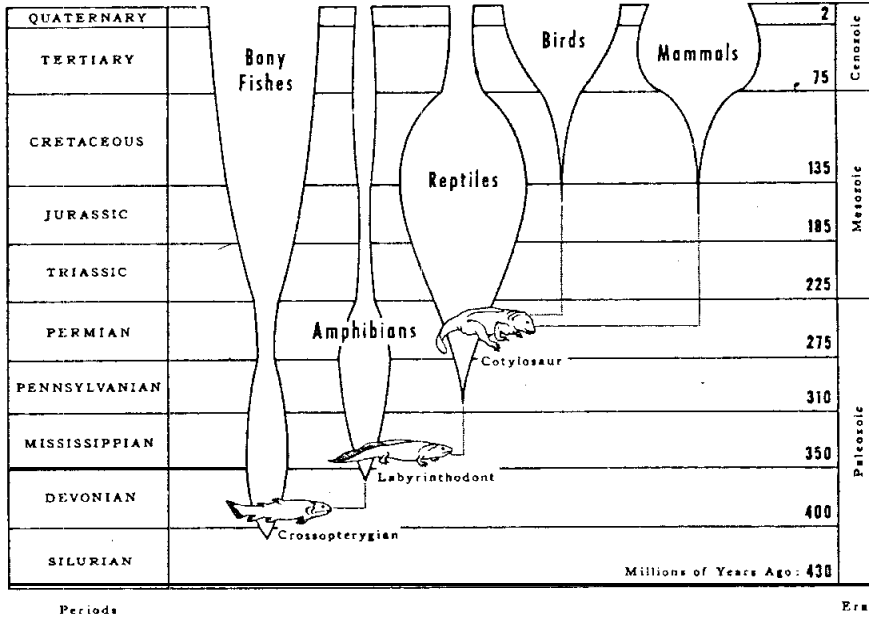 QUATERNARY
2
TERTIARY
Bony
Fishes
Birds
Mammals
75
Cenozoic
CRETACEOUS
135
Reptiles
JURASSIC
185
Mesozoic
TRIASSIC
225
PERMIAN
Amphibians
275
Cotylosaur
PENNSYLVANIAN
310
MISSISSIPPIAN
350
Labyrinthodont
Paleozoic
DEVONIAN
400
Crossopterygian
SILURIAN
Millions of Years Ago: 430
Periods
Era